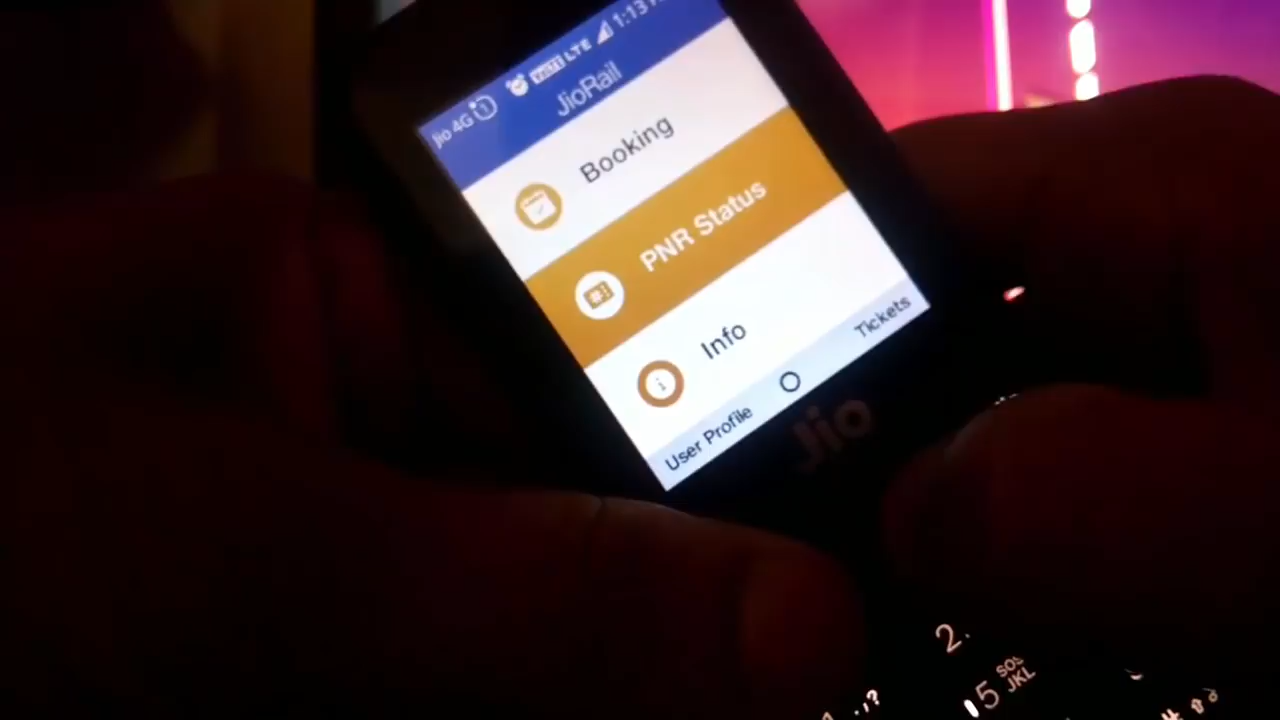 Jio 4G 1 VoLTE LTE 1:13
JioRail
Booking
PNR Status
Info
User Profile
Tickets
Jio
2
5 SOS
JKL